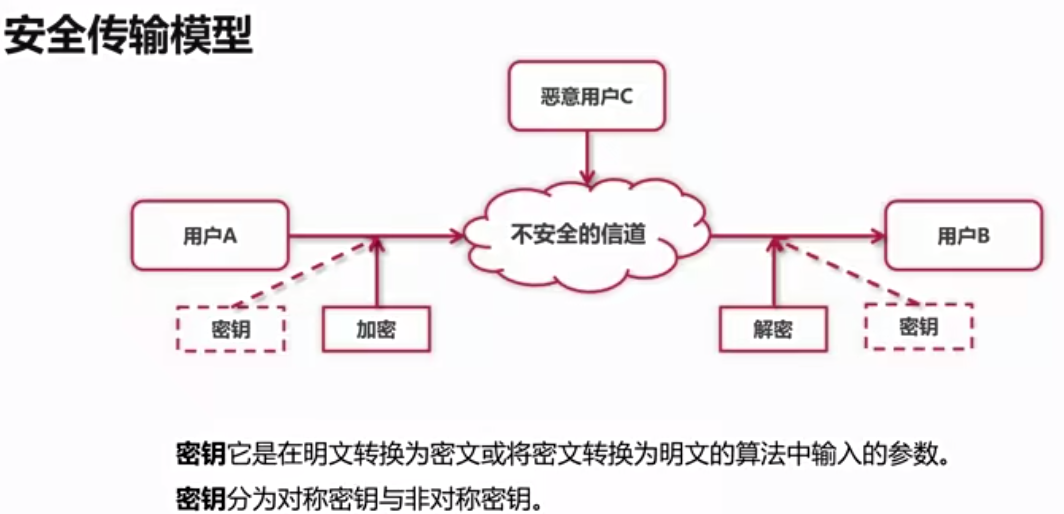 安全传输模型
恶意用户C
用户A
不安全的信道
用户B
密钥
加密
解密
密钥
密钥它是在明文转换为密文或将密文转换为明文的算法中输入的参数。
密钥分为对称密钥与非对称密钥。